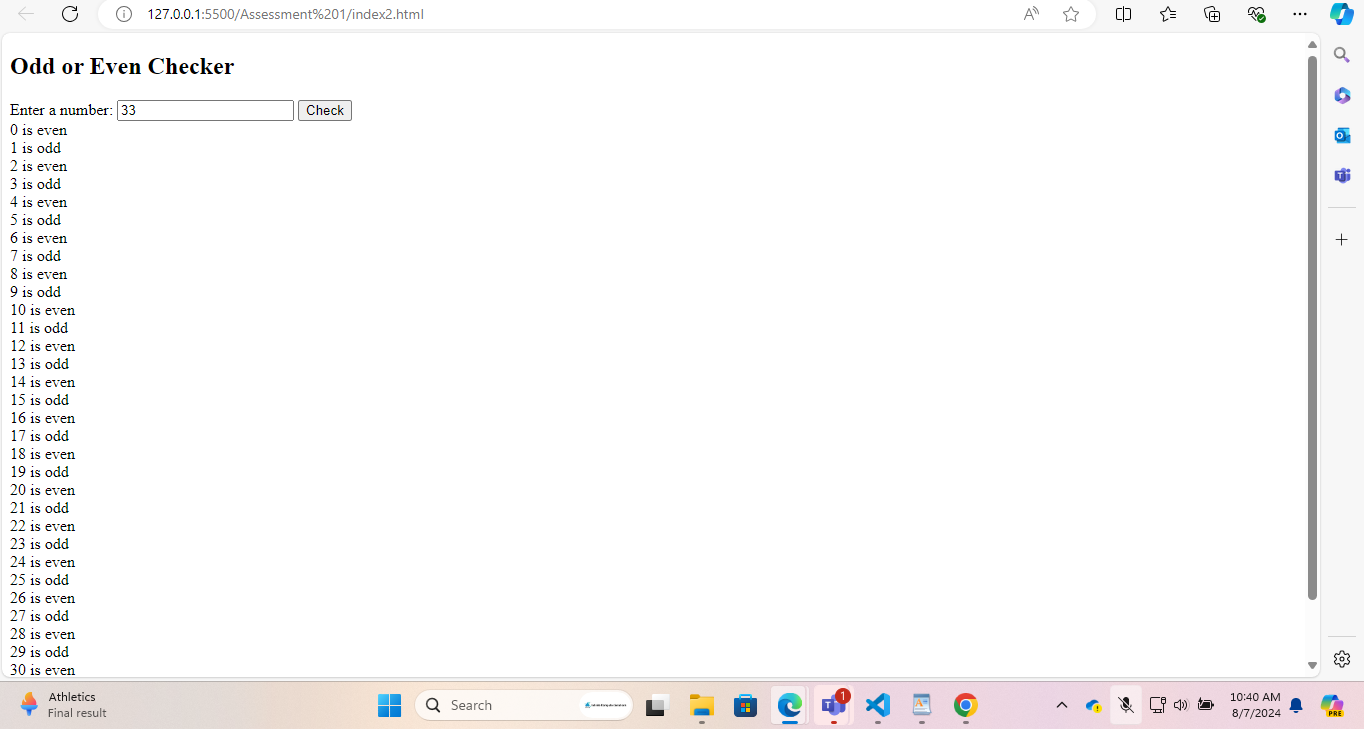 127.0.0.1:5500/Assessment%201/index2.html
Odd or Even Checker
Enter a number: 33 Check
0 is even
1 is odd
2 is even
3 is odd
4 is even
5 is odd
6 is even
7 is odd
8 is even
9 is odd
10 is even
11 is odd
12 is even
13 is odd
14 is even
15 is odd
16 is even
17 is odd
18 is even
19 is odd
20 is even
21 is odd
22 is even
23 is odd
24 is even
25 is odd
26 is even
27 is odd
28 is even
29 is odd
30 is even
Athletics
Final result
Search
1
10:40 AM
8/7/2024
PRE